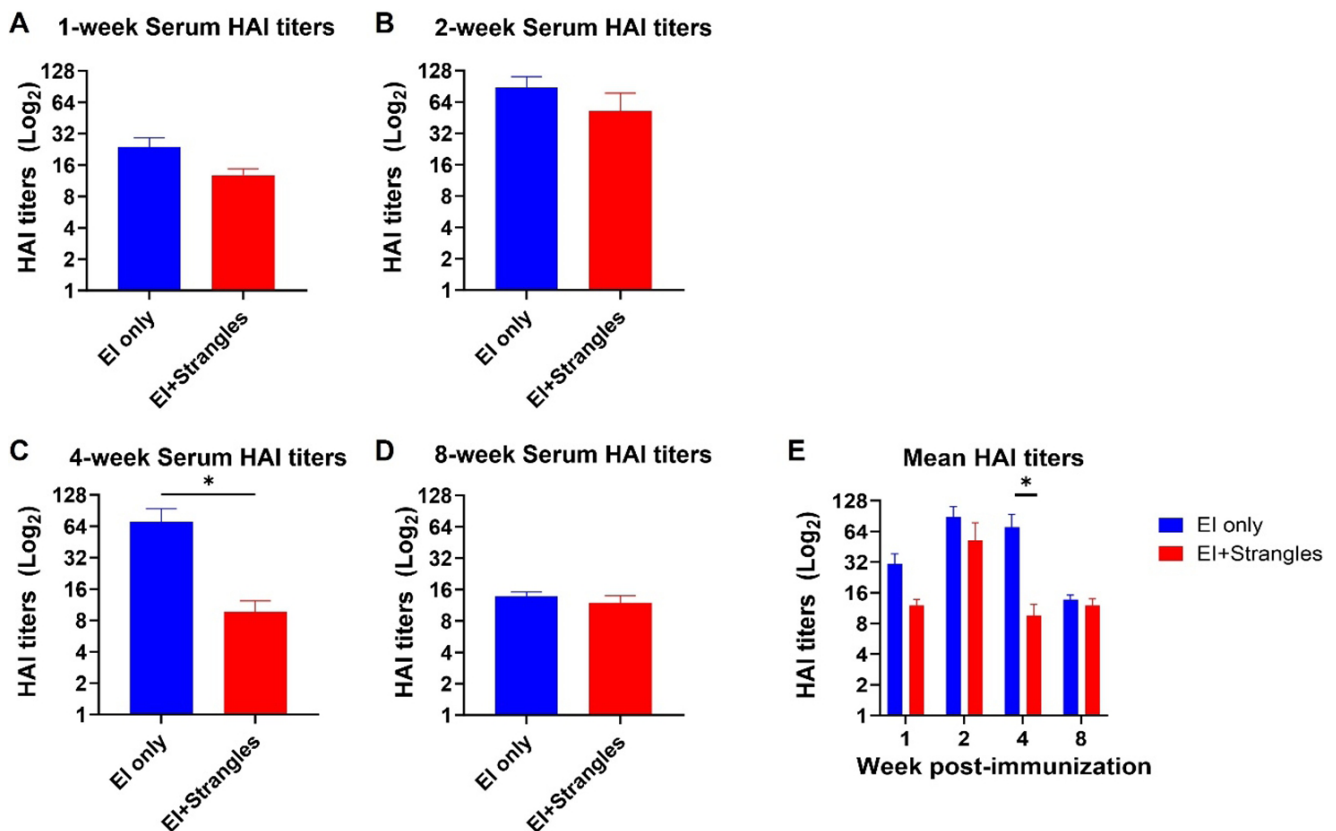 A 1-week Serum HAI titers
HAI titers (Log2)
128
64
32
16
8
4
2
1
EI only
EI+Strangles
B 2-week Serum HAI titers
HAI titers (Log2)
128
64
32
16
8
4
2
1
EI only
EI+Strangles
C 4-week Serum HAI titers
*
HAI titers (Log2)
128
64
32
16
8
4
2
1
EI only
EI+Strangles
D 8-week Serum HAI titers
HAI titers (Log2)
128
64
32
16
8
4
2
1
EI only
EI+Strangles
E Mean HAI titers
*
HAI titers (Log2)
128
64
32
16
8
4
2
1
1 2 4 8
Week post-immunization
EI only
EI+Strangles